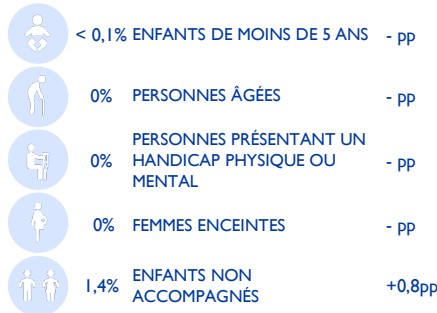 < 0,1% ENFANTS DE MOINS DE 5 ANS - pp
0% PERSONNES ÂGÉES - pp
PERSONNES PRÉSENTANT UN
0% HANDICAP PHYSIQUE OU - pp
MENTAL
0% FEMMES ENCEINTES - pp
ENFANTS NON
1,4% ACCOMPAGNÉS +0,8pp